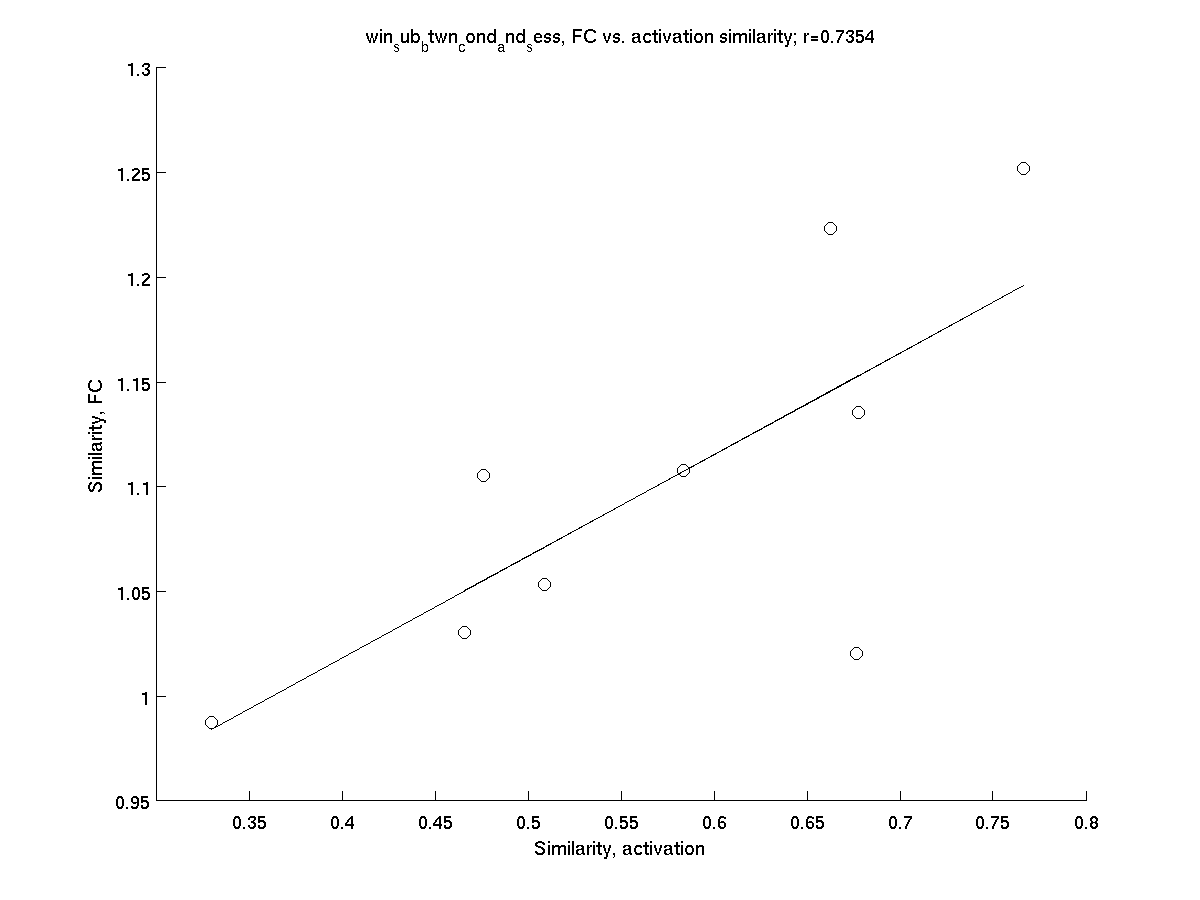 win_sub_btwn_cond_and_sess, FC vs. activation similarity; r=0.7354
1.3
1.25
1.2
1.15
1.1
1.05
1
0.95
Similarity, FC
0.35 0.4 0.45 0.5 0.55 0.6 0.65 0.7 0.75 0.8
Similarity, activation